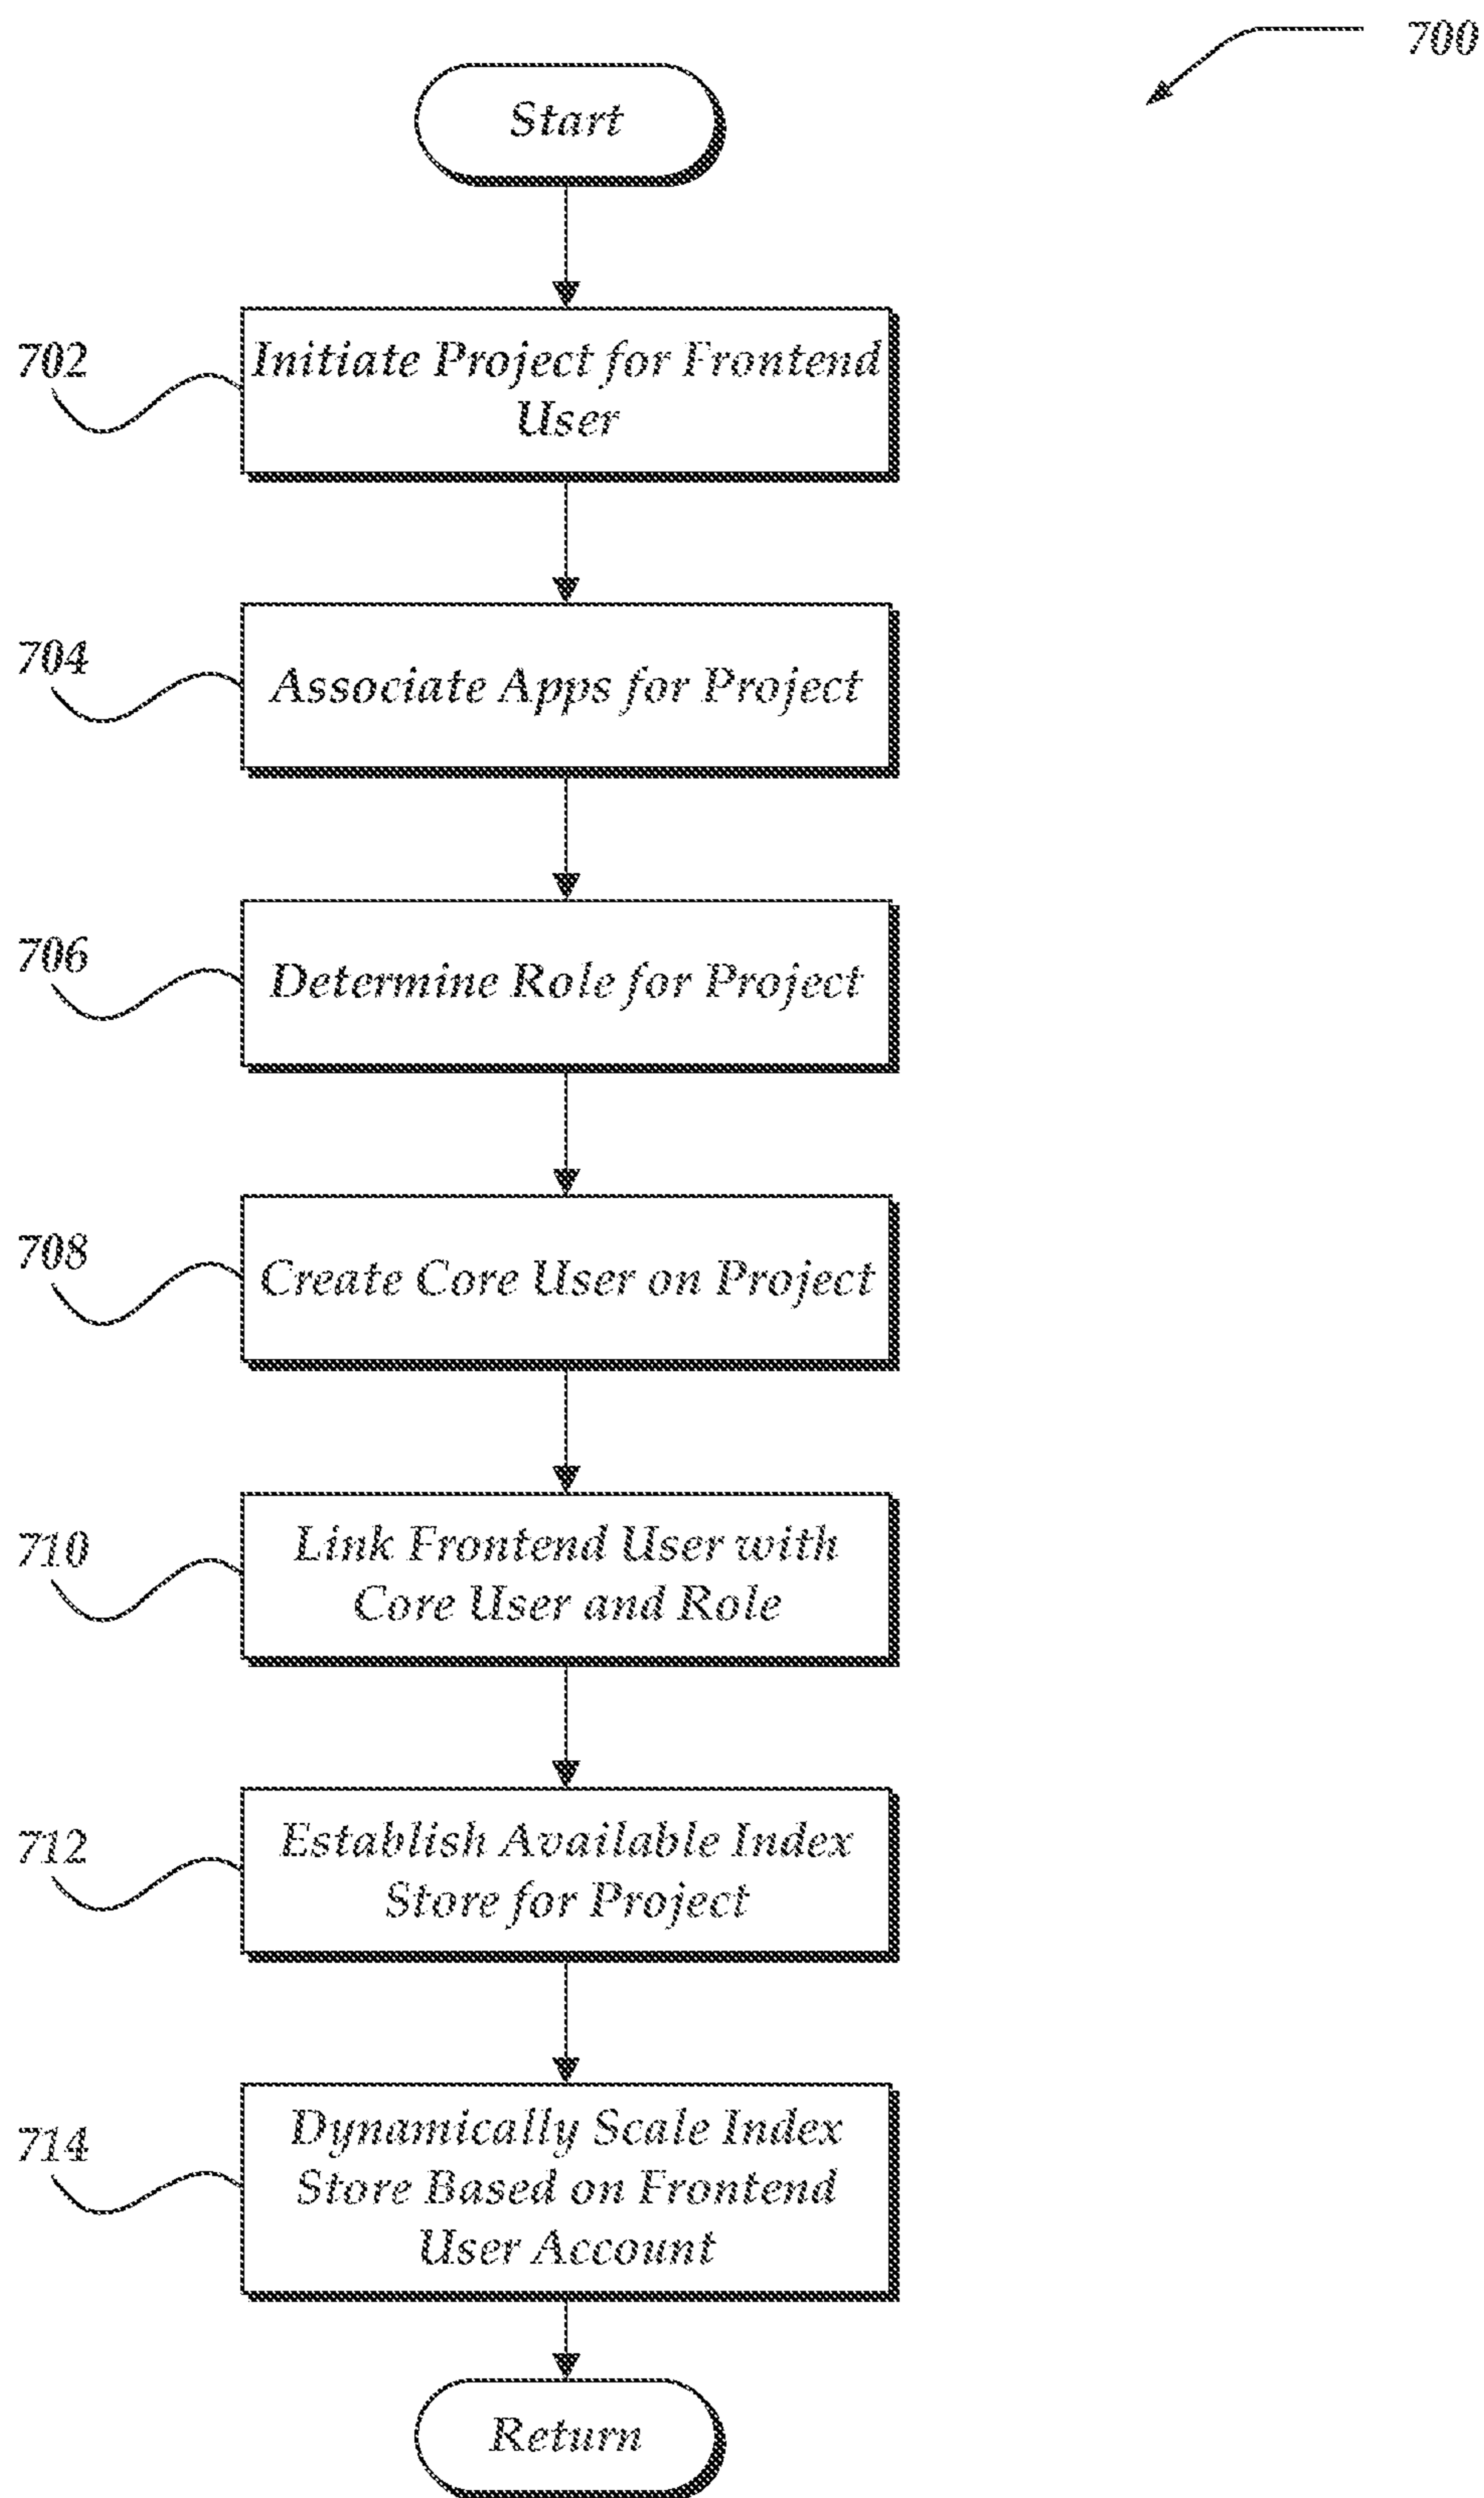 700
Start
702
Initiate Project for Frontend
User
704
Associate Apps for Project
706
Determine Role for Project
708
Create Core User on Project
710
Link Frontend User with
Core User and Role
712
Establish Available Index
Store for Project
714
Dynamically Scale Index
Store Based on Frontend
User Account
Return